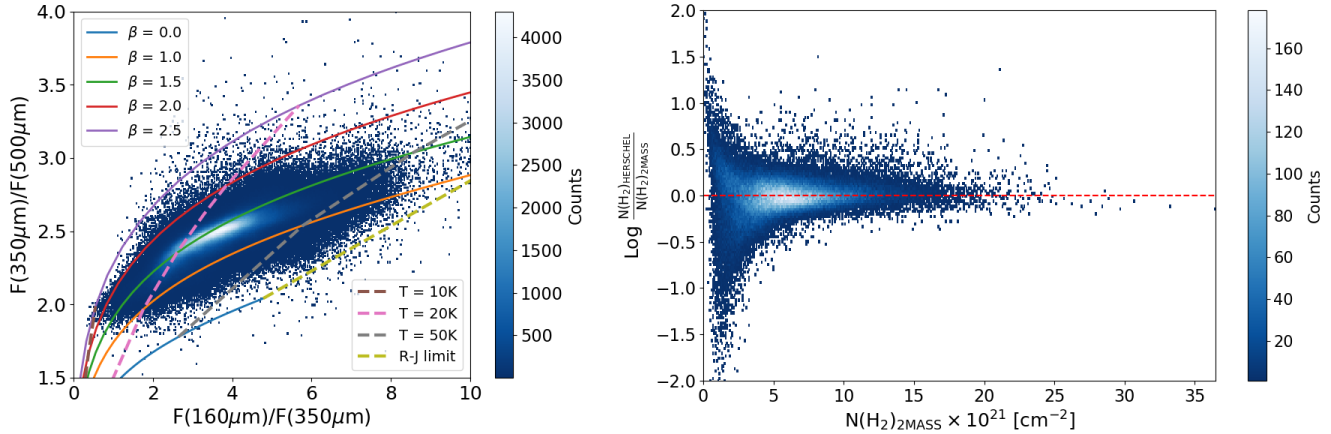 4.0
3.5
3.0
2.5
2.0
1.5
F(350μm)/F(500μm)
β = 0.0
β = 1.0
β = 1.5
β = 2.0
β = 2.5
T = 10K
T = 20K
T = 50K
R-J limit
0 2 4 6 8 10
F(160μm)/F(350μm)
4000
3500
3000
2500
2000
1500
1000
500
Counts
2.0
1.5
1.0
0.5
0.0
−0.5
−1.0
−1.5
−2.0
Log N(H₂)HERSCHEL / N(H₂)2MASS
0 5 10 15 20 25 30 35
N(H₂)2MASS × 10²¹ [cm⁻²]
160
140
120
100
80
60
40
20
Counts